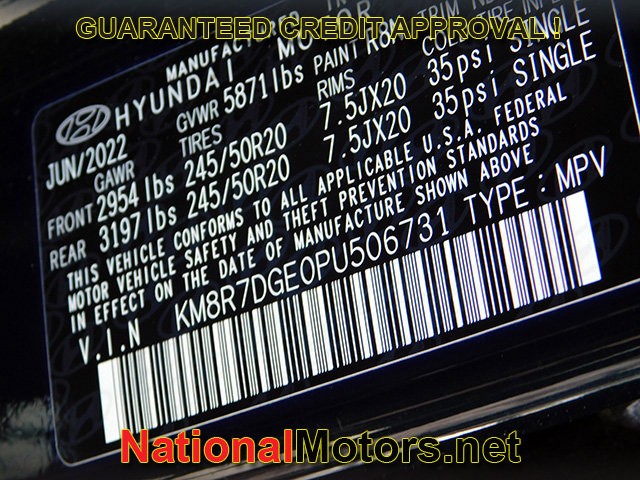 GUARANTEED CREDIT APPROVAL !
MANUFACTURED
HYUNDAI MOTOR
JUN/2022 GVWR 5871lbs PAINT
GAWR TIRES RIMS COLD
FRONT 2954 lbs 245/50R20 7.5JX20 35psi SINGLE
REAR 3197 lbs 245/50R20 7.5JX20 35psi SINGLE
THIS VEHICLE CONFORMS TO ALL APPLICABLE U.S.A. FEDERAL
MOTOR VEHICLE SAFETY AND THEFT PREVENTION STANDARDS
IN EFFECT ON THE DATE OF MANUFACTURE SHOWN ABOVE
V.I.N KM8R7DGE0PU506731 TYPE : MPV
NationalMotors.net